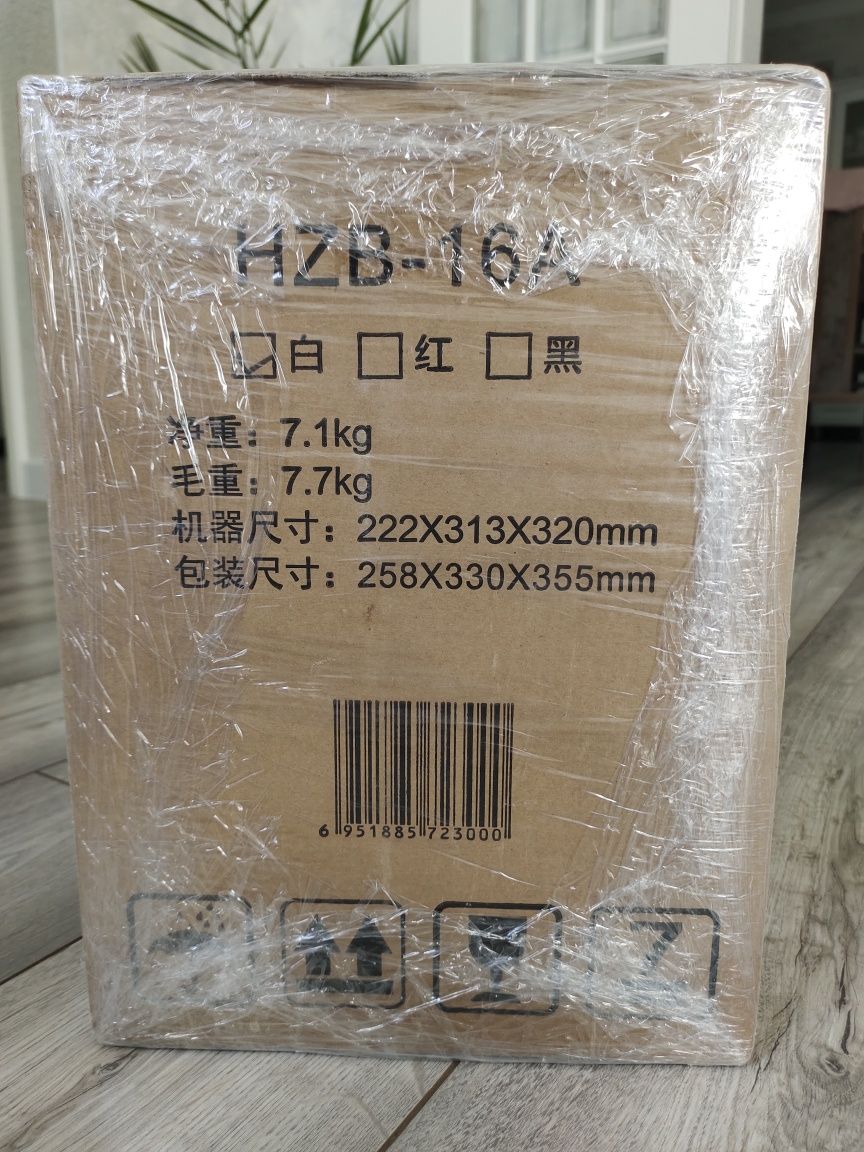 HZB-16A
☑白 □红 □黑
净重：7.1kg
毛重：7.7kg
机器尺寸：222X313X320mm
包装尺寸：258X330X355mm
6 951885 723000
7